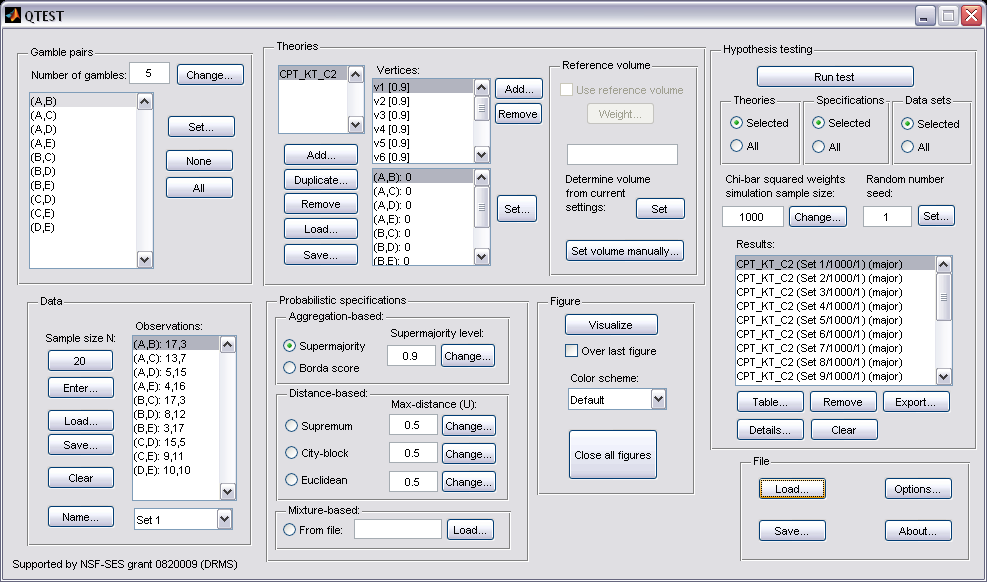 QTEST
Gamble pairs
Number of gambles: 5 Change...
(A,B)
(A,C)
(A,D)
(A,E)
(B,C)
(B,D)
(B,E)
(C,D)
(C,E)
(D,E)
Set...
None
All
Theories
CPT_KT_C2
Add...
Duplicate...
Remove
Load...
Save...
Vertices:
v1 [0.9]
v2 [0.9]
v3 [0.9]
v4 [0.9]
v5 [0.9]
v6 [0.9]
Add...
Remove
(A,B): 0
(A,C): 0
(A,D): 0
(A,E): 0
(B,C): 0
(B,D): 0
(B,E): 0
Set...
Reference volume
Use reference volume
Weight...
Determine volume
from current
settings:
Set
Set volume manually...
Hypothesis testing
Run test
Theories
Selected
All
Specifications
Selected
All
Data sets
Selected
All
Chi-bar squared weights
simulation sample size:
1000 Change...
Random number
seed:
1 Set...
Results:
CPT_KT_C2 (Set 1/1000/1) (major)
CPT_KT_C2 (Set 2/1000/1) (major)
CPT_KT_C2 (Set 3/1000/1) (major)
CPT_KT_C2 (Set 4/1000/1) (major)
CPT_KT_C2 (Set 5/1000/1) (major)
CPT_KT_C2 (Set 6/1000/1) (major)
CPT_KT_C2 (Set 7/1000/1) (major)
CPT_KT_C2 (Set 8/1000/1) (major)
CPT_KT_C2 (Set 9/1000/1) (major)
Table... Remove Export...
Details... Clear
Data
Sample size N:
20
Enter...
Load...
Save...
Clear
Name...
Observations:
(A,B): 17,3
(A,C): 13,7
(A,D): 5,15
(A,E): 4,16
(B,C): 17,3
(B,D): 8,12
(B,E): 3,17
(C,D): 15,5
(C,E): 9,11
(D,E): 10,10
Set 1
Probabilistic specifications
Aggregation-based:
Supermajority level:
Supermajority 0.9 Change...
Borda score
Distance-based:
Max-distance (U):
Supremum 0.5 Change...
City-block 0.5 Change...
Euclidean 0.5 Change...
Mixture-based:
From file: Load...
Figure
Visualize
Over last figure
Color scheme:
Default
Close all figures
File
Load... Options...
Save... About...
Supported by NSF-SES grant 0820009 (DRMS)